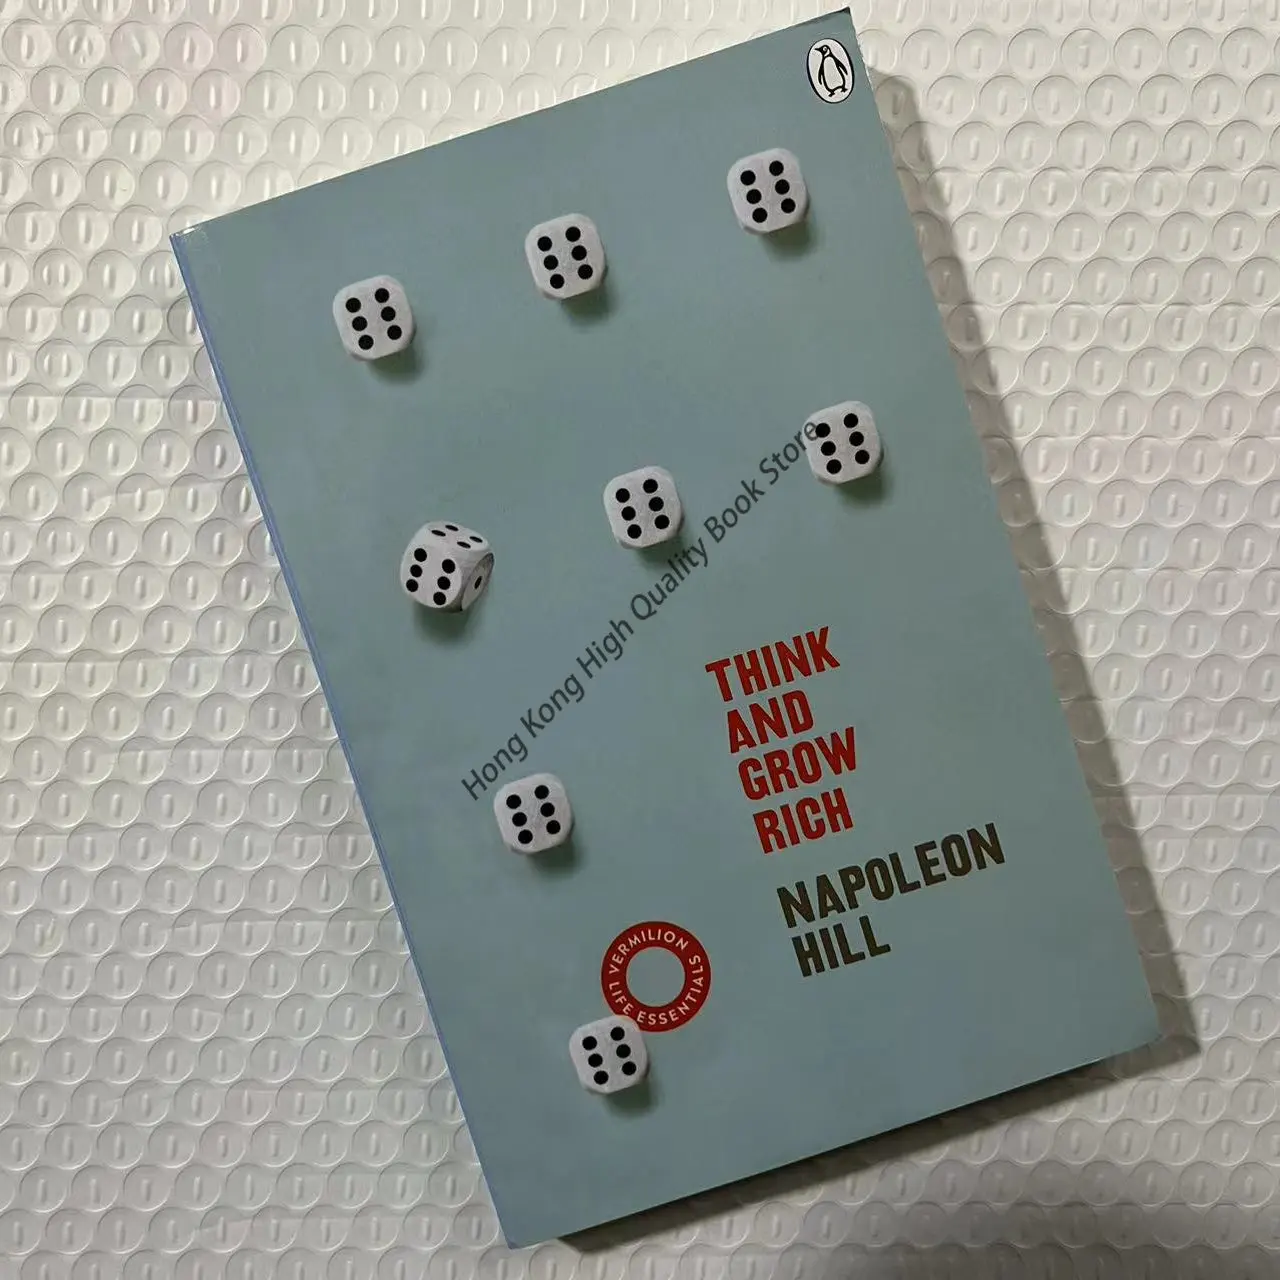 THINK
AND
GROW
RICH
NAPOLEON
HILL
VERMILION
LIFE ESSENTIALS
Hong Kong High Quality Book Store